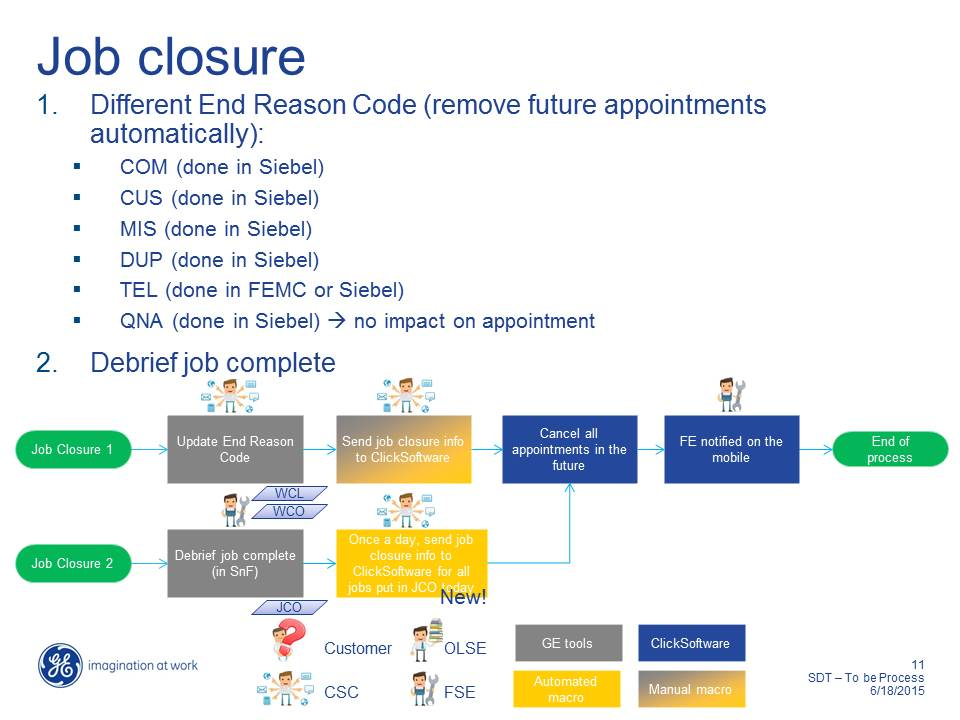 Job closure
1. Different End Reason Code (remove future appointments
automatically):
▪ COM (done in Siebel)
▪ CUS (done in Siebel)
▪ MIS (done in Siebel)
▪ DUP (done in Siebel)
▪ TEL (done in FEMC or Siebel)
▪ QNA (done in Siebel) → no impact on appointment
2. Debrief job complete
Job Closure 1
Update End Reason
Code
Send job closure info
to ClickSoftware
Cancel all
appointments in the
future
FE notified on the
mobile
End of
process
WCL
WCO
Job Closure 2
Debrief job complete
(in SnF)
Once a day, send job
closure info to
ClickSoftware for all
jobs put in JCO today
New!
JCO
Customer
OLSE
GE tools
ClickSoftware
CSC
FSE
Automated
macro
Manual macro
GE imagination at work
11
SDT – To be Process
6/18/2015